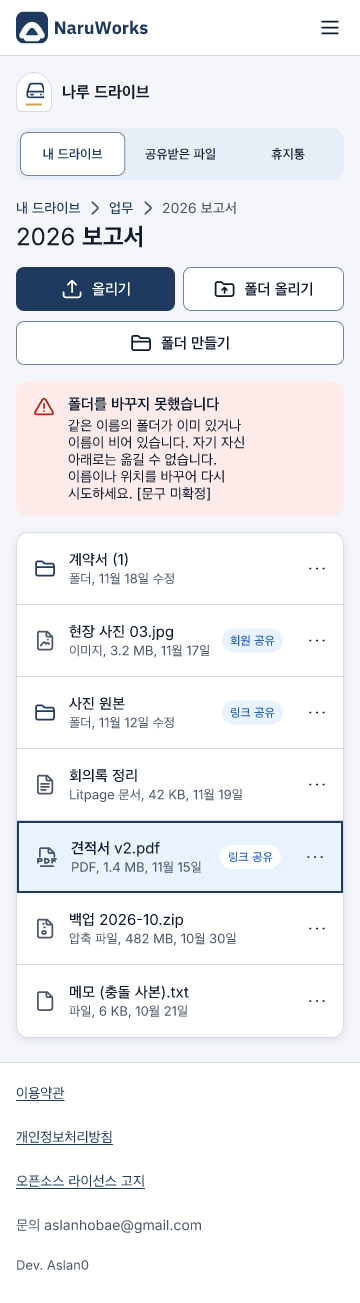 NaruWorks
나루 드라이브
내 드라이브
공유받은 파일
휴지통
내 드라이브 > 업무 > 2026 보고서
2026 보고서
올리기
폴더 올리기
폴더 만들기
폴더를 바꾸지 못했습니다
같은 이름의 폴더가 이미 있거나
이름이 비어 있습니다. 자기 자신
아래로는 옮길 수 없습니다.
이름이나 위치를 바꾸어 다시
시도하세요. [문구 미확정]
계약서 (1)
폴더, 11월 18일 수정
현장 사진 03.jpg
이미지, 3.2 MB, 11월 17일
회원 공유
사진 원본
폴더, 11월 12일 수정
링크 공유
회의록 정리
Litpage 문서, 42 KB, 11월 19일
PDF
견적서 v2.pdf
PDF, 1.4 MB, 11월 15일
링크 공유
백업 2026-10.zip
압축 파일, 482 MB, 10월 30일
메모 (충돌 사본).txt
파일, 6 KB, 10월 21일
이용약관
개인정보처리방침
오픈소스 라이선스 고지
문의 aslanhobae@gmail.com
Dev. Aslan0